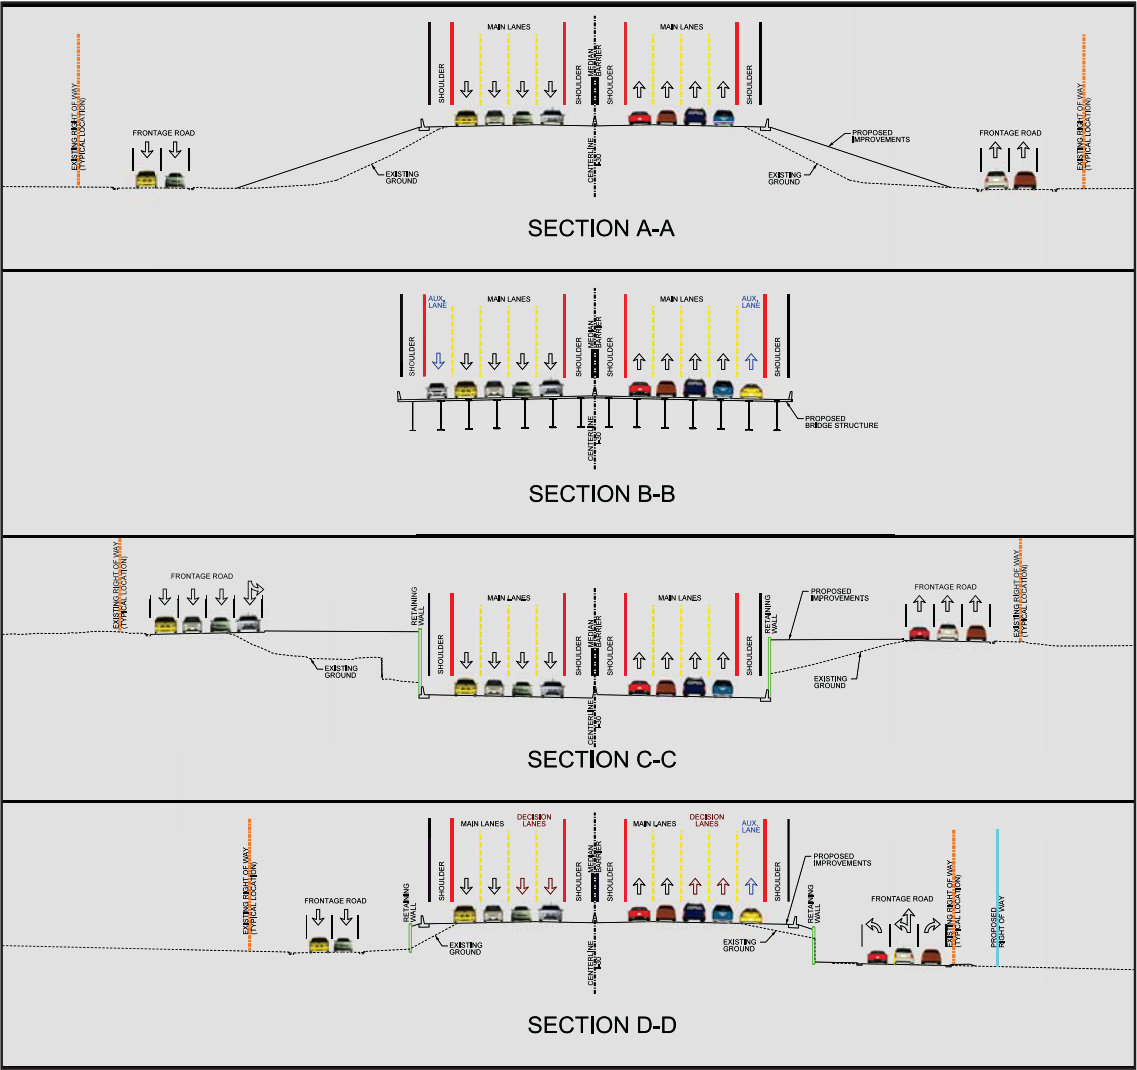 MAIN LANES
MAIN LANES
SHOULDER
SHOULDER
MEDIAN
BARRIER
SHOULDER
SHOULDER
EXISTING RIGHT OF WAY
(TYPICAL LOCATION)
FRONTAGE ROAD
PROPOSED
IMPROVEMENTS
FRONTAGE ROAD
EXISTING RIGHT OF WAY
(TYPICAL LOCATION)
EXISTING
GROUND
CENTERLINE
EXISTING
GROUND
SECTION A-A
AUX.
LANE
MAIN LANES
MAIN LANES
AUX.
LANE
SHOULDER
SHOULDER
MEDIAN
BARRIER
SHOULDER
SHOULDER
PROPOSED
BRIDGE STRUCTURE
CENTERLINE
SECTION B-B
EXISTING RIGHT OF WAY
(TYPICAL LOCATION)
FRONTAGE ROAD
RETAINING
WALL
SHOULDER
MAIN LANES
SHOULDER
MEDIAN
BARRIER
SHOULDER
MAIN LANES
SHOULDER
RETAINING
WALL
PROPOSED
IMPROVEMENTS
FRONTAGE ROAD
EXISTING RIGHT OF WAY
(TYPICAL LOCATION)
EXISTING
GROUND
EXISTING
GROUND
CENTERLINE
SECTION C-C
MAIN LANES
DECISION
LANES
MAIN LANES
DECISION
LANES
AUX.
LANE
EXISTING RIGHT OF WAY
(TYPICAL LOCATION)
FRONTAGE ROAD
RETAINING
WALL
SHOULDER
SHOULDER
MEDIAN
BARRIER
SHOULDER
SHOULDER
PROPOSED
IMPROVEMENTS
RETAINING
WALL
FRONTAGE ROAD
EXISTING RIGHT OF WAY
(TYPICAL LOCATION)
PROPOSED
RIGHT OF WAY
EXISTING
GROUND
EXISTING
GROUND
CENTERLINE
SECTION D-D